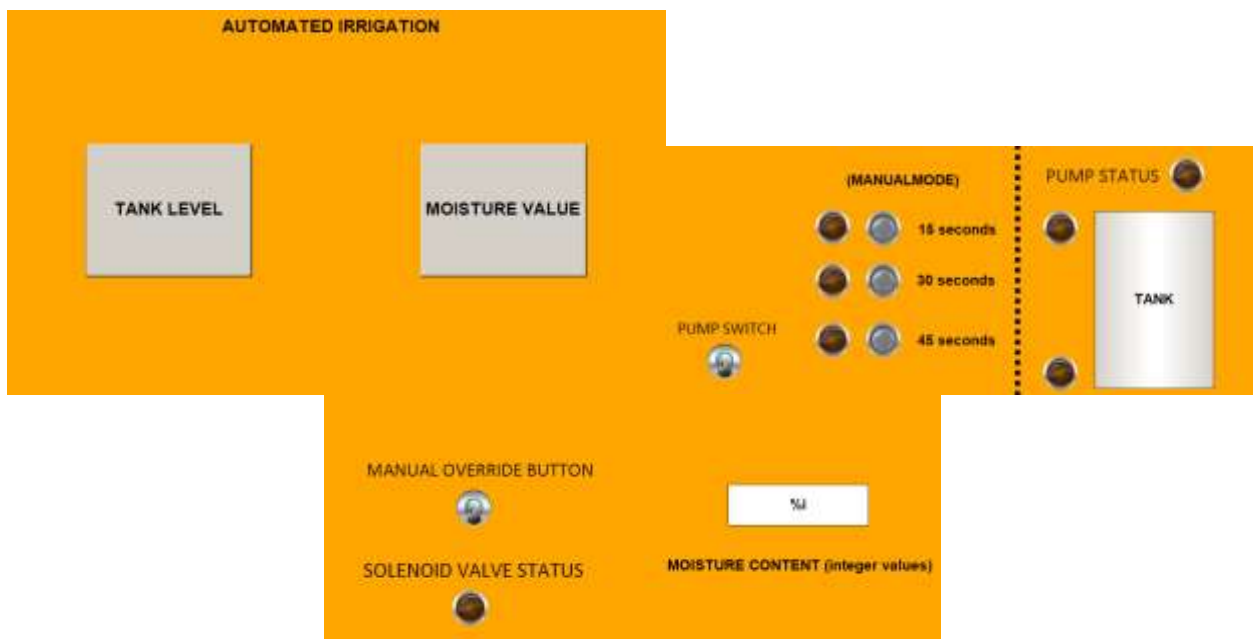 AUTOMATED IRRIGATION
TANK LEVEL
MOISTURE VALUE
(MANUALMODE)
15 seconds
30 seconds
45 seconds
PUMP SWITCH
PUMP STATUS
TANK
MANUAL OVERRIDE BUTTON
SOLENOID VALVE STATUS
%i
MOISTURE CONTENT (integer values)